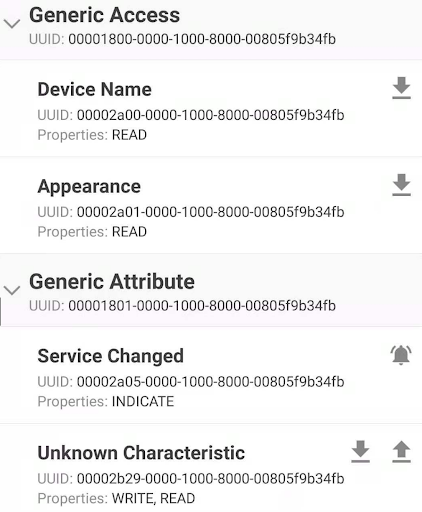 Generic Access
UUID: 00001800-0000-1000-8000-00805f9b34fb
Device Name
UUID: 00002a00-0000-1000-8000-00805f9b34fb
Properties: READ
Appearance
UUID: 00002a01-0000-1000-8000-00805f9b34fb
Properties: READ
Generic Attribute
UUID: 00001801-0000-1000-8000-00805f9b34fb
Service Changed
UUID: 00002a05-0000-1000-8000-00805f9b34fb
Properties: INDICATE
Unknown Characteristic
UUID: 00002b29-0000-1000-8000-00805f9b34fb
Properties: WRITE, READ